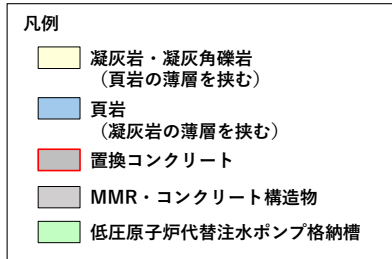 凡例
凝灰岩・凝灰角礫岩
（頁岩の薄層を挟む）
頁岩
（凝灰岩の薄層を挟む）
置換コンクリート
MMR・コンクリート構造物
低圧原子炉代替注水ポンプ格納槽